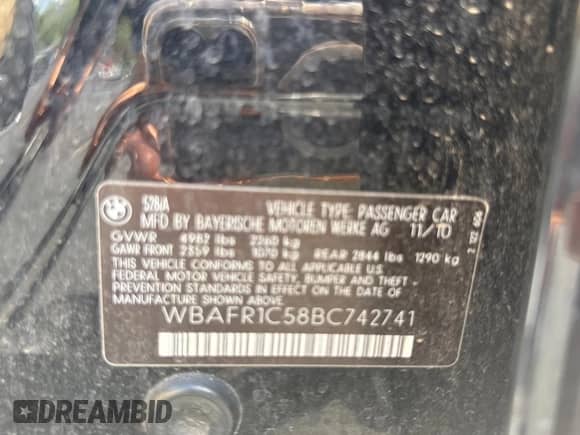 BMW
528iA
VEHICLE TYPE: PASSENGER CAR
MFD BY BAYERISCHE MOTOREN WERKE AG 11/10
GVWR 4982 lbs 2260 kg
GAWR FRONT 2359 lbs 1070 kg REAR 2844 lbs 1290 kg
THIS VEHICLE CONFORMS TO ALL APPLICABLE U.S.
FEDERAL MOTOR VEHICLE SAFETY, BUMPER AND THEFT -
PREVENTION STANDARDS IN EFFECT ON THE DATE OF
MANUFACTURE SHOWN ABOVE:
WBAFR1C58BC742741
DREAMBID